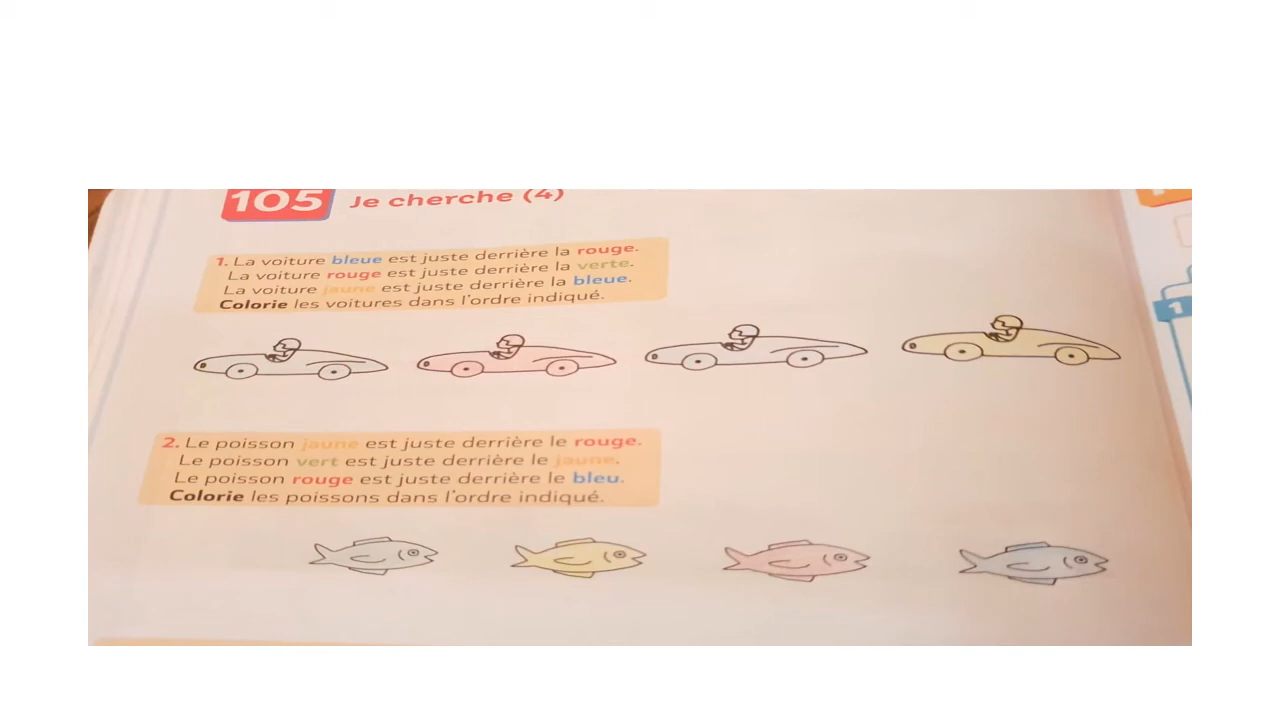 105 Je cherche (4)
1. La voiture bleue est juste derrière la rouge.
La voiture rouge est juste derrière la verte.
La voiture jaune est juste derrière la bleue.
Colorie les voitures dans l'ordre indiqué.
2. Le poisson jaune est juste derrière le rouge.
Le poisson vert est juste derrière le jaune.
Le poisson rouge est juste derrière le bleu.
Colorie les poissons dans l'ordre indiqué.
1